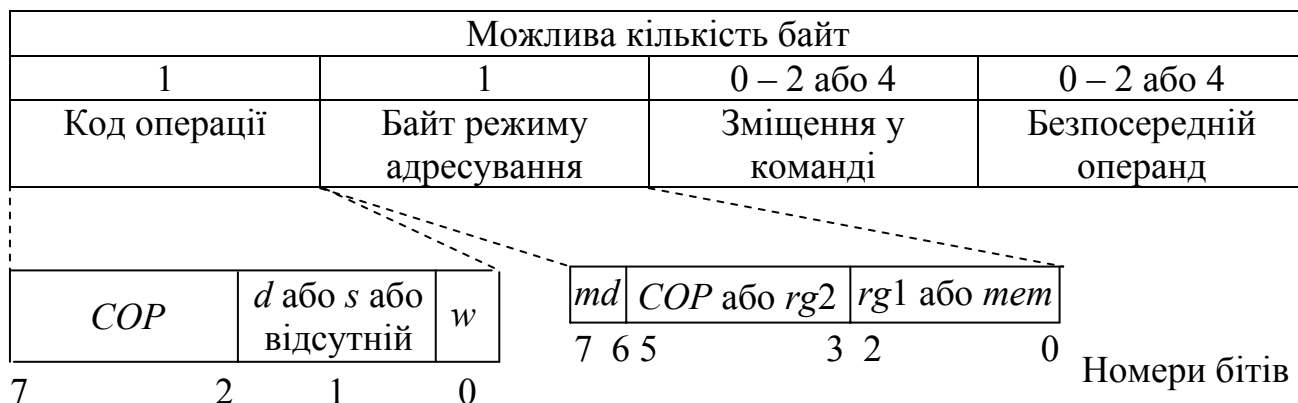 Можлива кількість байт
1 1 0 – 2 або 4 0 – 2 або 4
Код операції Байт режиму адресування Зміщення у команді Безпосередній операнд
COP d або s або відсутній w
md COP або rg2 rg1 або mem
7 2 1 0
7 6 5 3 2 0
Номери бітів